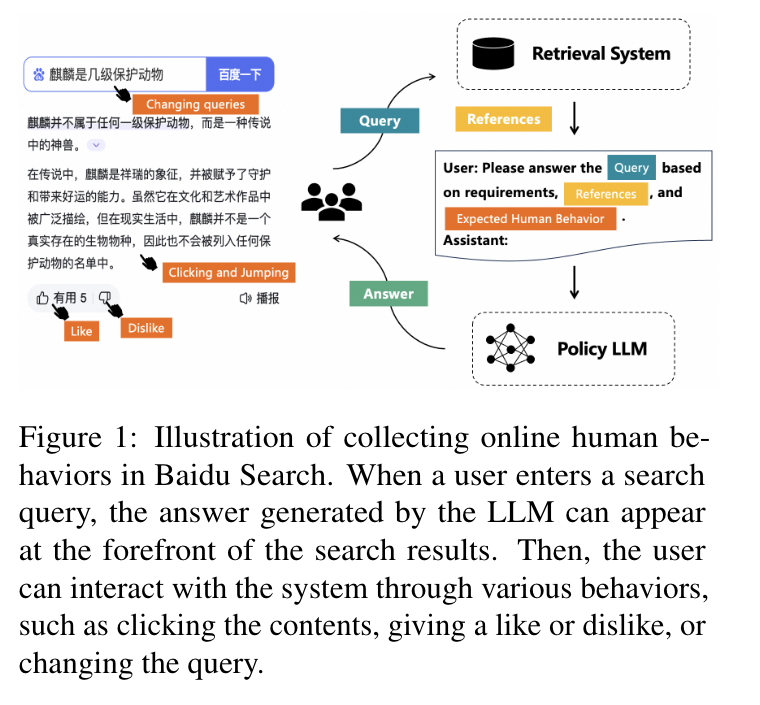 麒麟是几级保护动物
百度一下
Changing queries
麒麟并不属于任何一级保护动物，而是一种传说
中的神兽。
在传说中，麒麟是祥瑞的象征，并被赋予了守护
和带来好运的能力。虽然它在文化和艺术作品中
被广泛描绘，但在现实生活中，麒麟并不是一个
真实存在的生物物种，因此也不会被列入任何保
护动物的名单中。
Clicking and Jumping
有用 5
播报
Like
Dislike
Query
Answer
Retrieval System
References
User: Please answer the Query based
on requirements, References , and
Expected Human Behavior .
Assistant:
Policy LLM
Figure 1: Illustration of collecting online human be-
haviors in Baidu Search. When a user enters a search
query, the answer generated by the LLM can appear
at the forefront of the search results. Then, the user
can interact with the system through various behaviors,
such as clicking the contents, giving a like or dislike, or
changing the query.